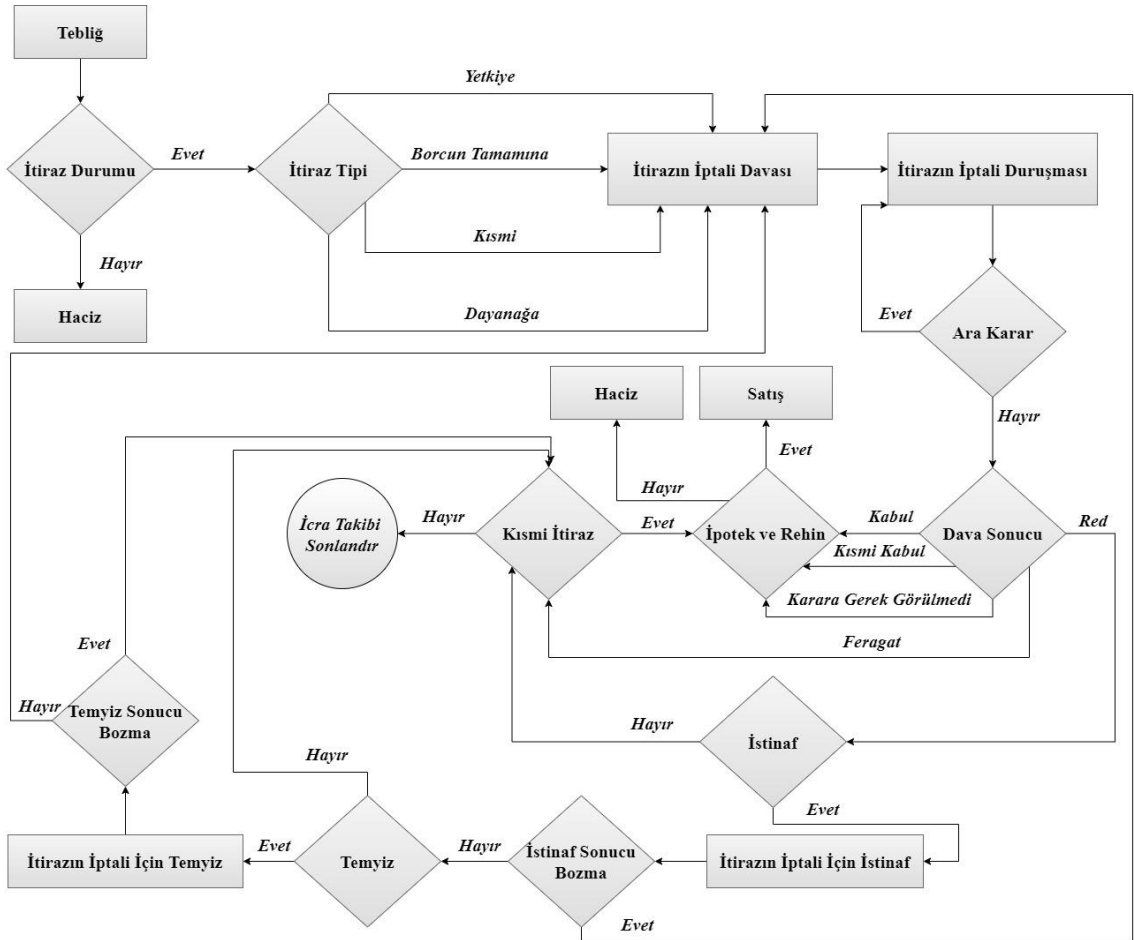 Tebliğ
Yetkiye
İtiraz Durumu
Evet
İtiraz Tipi
Borcun Tamamına
İtirazın İptali Davası
İtirazın İptali Duruşması
Kısmi
Hayır
Haciz
Dayanağa
Evet
Ara Karar
Hayır
Haciz
Satış
Evet
Hayır
İcra Takibi
Sonlandır
Hayır
Kısmi İtiraz
Evet
İpotek ve Rehin
Kabul
Kısmi Kabul
Dava Sonucu
Red
Karara Gerek Görülmedi
Feragat
Evet
Hayır
Temyiz Sonucu
Bozma
Hayır
İstinaf
Hayır
Evet
İtirazın İptali İçin Temyiz
Evet
Temyiz
Hayır
İstinaf Sonucu
Bozma
İtirazın İptali İçin İstinaf
Evet